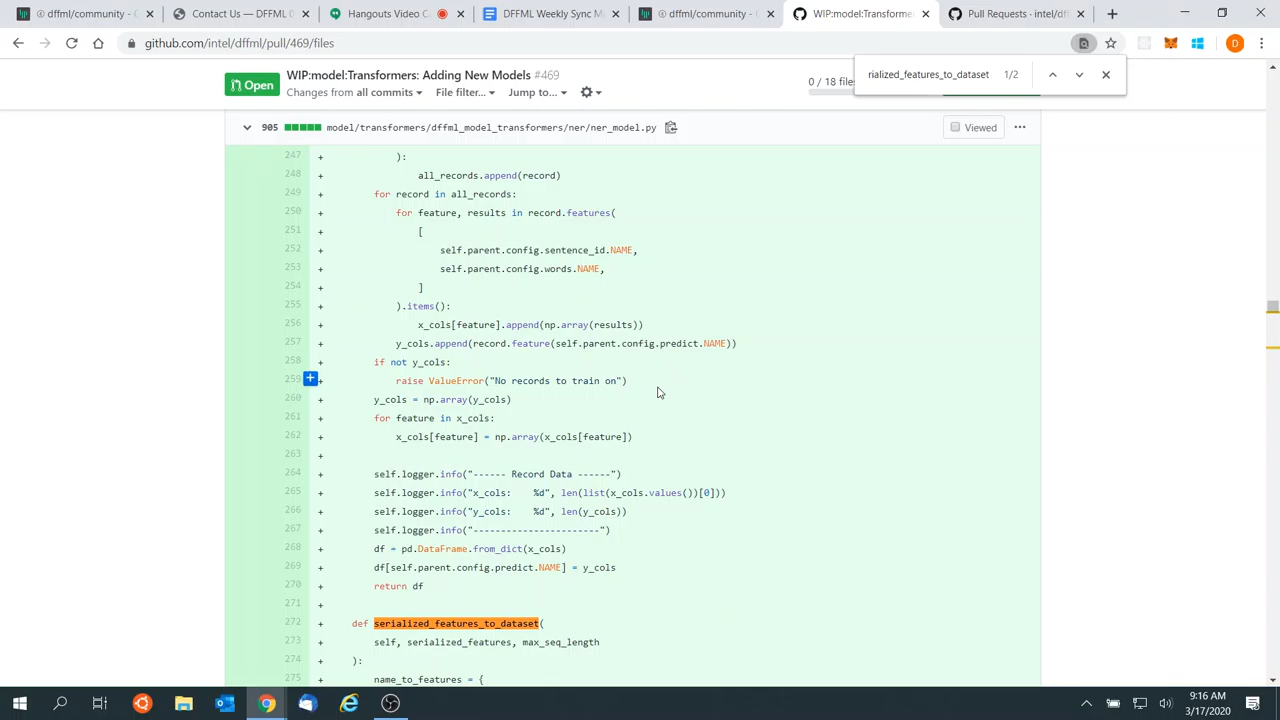 dffml/community - G
Contact Us — DFFML
Hangouts Video C
DFFML Weekly Sync M
dffml/community - G
WIP:model:Transformer
Pull Requests · intel/df
github.com/intel/dffml/pull/469/files
D
rialized_features_to_dataset 1/2
Open
WIP:model:Transformers: Adding New Models #469
Changes from all commits File filter... Jump to...
0 / 18 file
905 model/transformers/dffml_model_transformers/ner/ner_model.py Viewed
247 + ):
248 + all_records.append(record)
249 + for record in all_records:
250 + for feature, results in record.features(
251 + [
252 + self.parent.config.sentence_id.NAME,
253 + self.parent.config.words.NAME,
254 + ]
255 + ).items():
256 + x_cols[feature].append(np.array(results))
257 + y_cols.append(record.feature(self.parent.config.predict.NAME))
258 + if not y_cols:
259 + raise ValueError("No records to train on")
260 + y_cols = np.array(y_cols)
261 + for feature in x_cols:
262 + x_cols[feature] = np.array(x_cols[feature])
263 +
264 + self.logger.info("------ Record Data ------")
265 + self.logger.info("x_cols:    %d", len(list(x_cols.values())[0]))
266 + self.logger.info("y_cols:    %d", len(y_cols))
267 + self.logger.info("-----------------------")
268 + df = pd.DataFrame.from_dict(x_cols)
269 + df[self.parent.config.predict.NAME] = y_cols
270 + return df
271 +
272 + def serialized_features_to_dataset(
273 + self, serialized_features, max_seq_length
274 + ):
275 + name_to_features = {
9:16 AM
3/17/2020